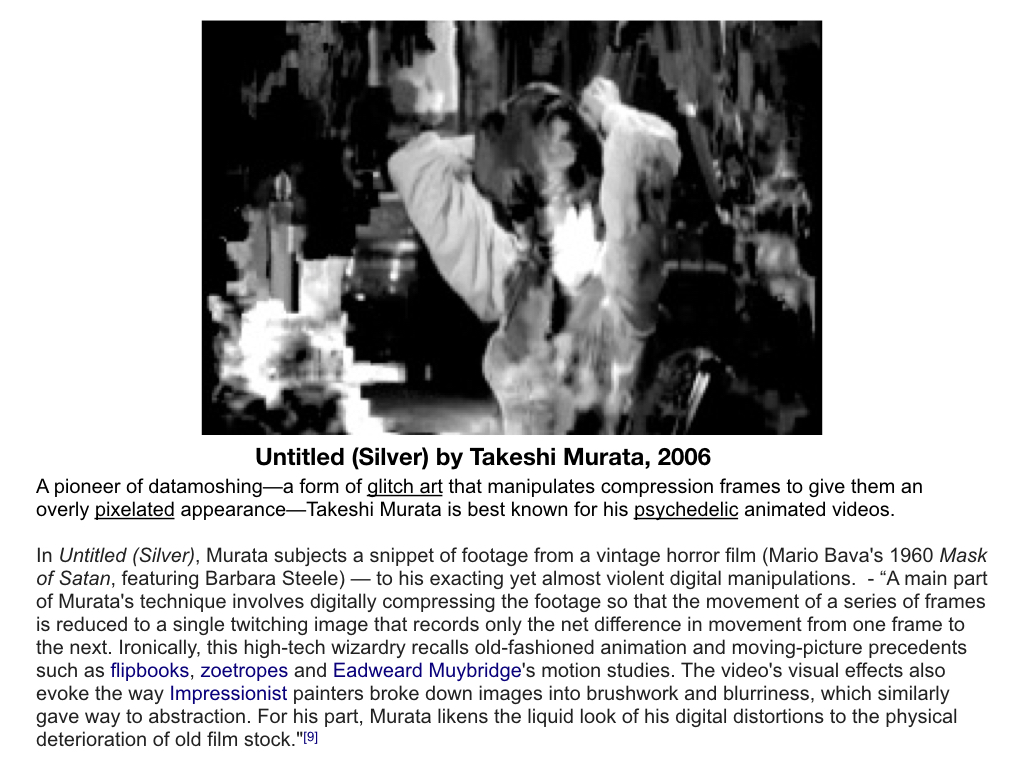 Untitled (Silver) by Takeshi Murata, 2006
A pioneer of datamoshing—a form of glitch art that manipulates compression frames to give them an
overly pixelated appearance—Takeshi Murata is best known for his psychedelic animated videos.
In Untitled (Silver), Murata subjects a snippet of footage from a vintage horror film (Mario Bava's 1960 Mask
of Satan, featuring Barbara Steele) — to his exacting yet almost violent digital manipulations.  - “A main part
of Murata's technique involves digitally compressing the footage so that the movement of a series of frames
is reduced to a single twitching image that records only the net difference in movement from one frame to
the next. Ironically, this high-tech wizardry recalls old-fashioned animation and moving-picture precedents
such as flipbooks, zoetropes and Eadweard Muybridge's motion studies. The video's visual effects also
evoke the way Impressionist painters broke down images into brushwork and blurriness, which similarly
gave way to abstraction. For his part, Murata likens the liquid look of his digital distortions to the physical
deterioration of old film stock."[9]